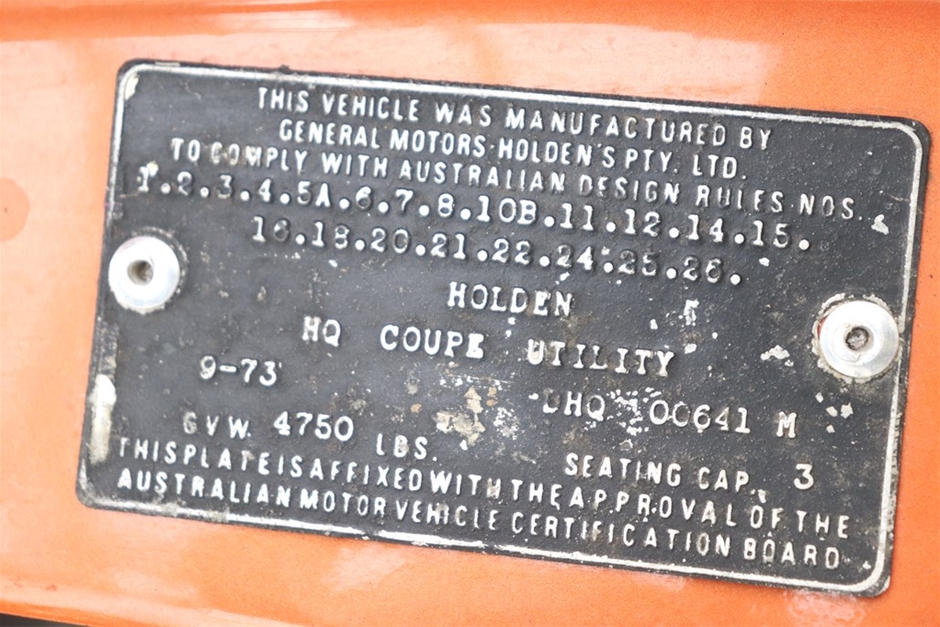 THIS VEHICLE WAS MANUFACTURED BY
GENERAL MOTORS-HOLDEN'S PTY. LTD.
TO COMPLY WITH AUSTRALIAN DESIGN RULES NOS.
1.2.3.4.5A.6.7.8.10B.11.12.14.15.
16.18.20.21.22.24.25.26.
HOLDEN
HQ COUPE UTILITY
9-73
00641 M
GVW 4750 LBS.
SEATING CAP. 3
THIS PLATE IS AFFIXED WITH THE APPROVAL OF THE
AUSTRALIAN MOTOR VEHICLE CERTIFICATION BOARD